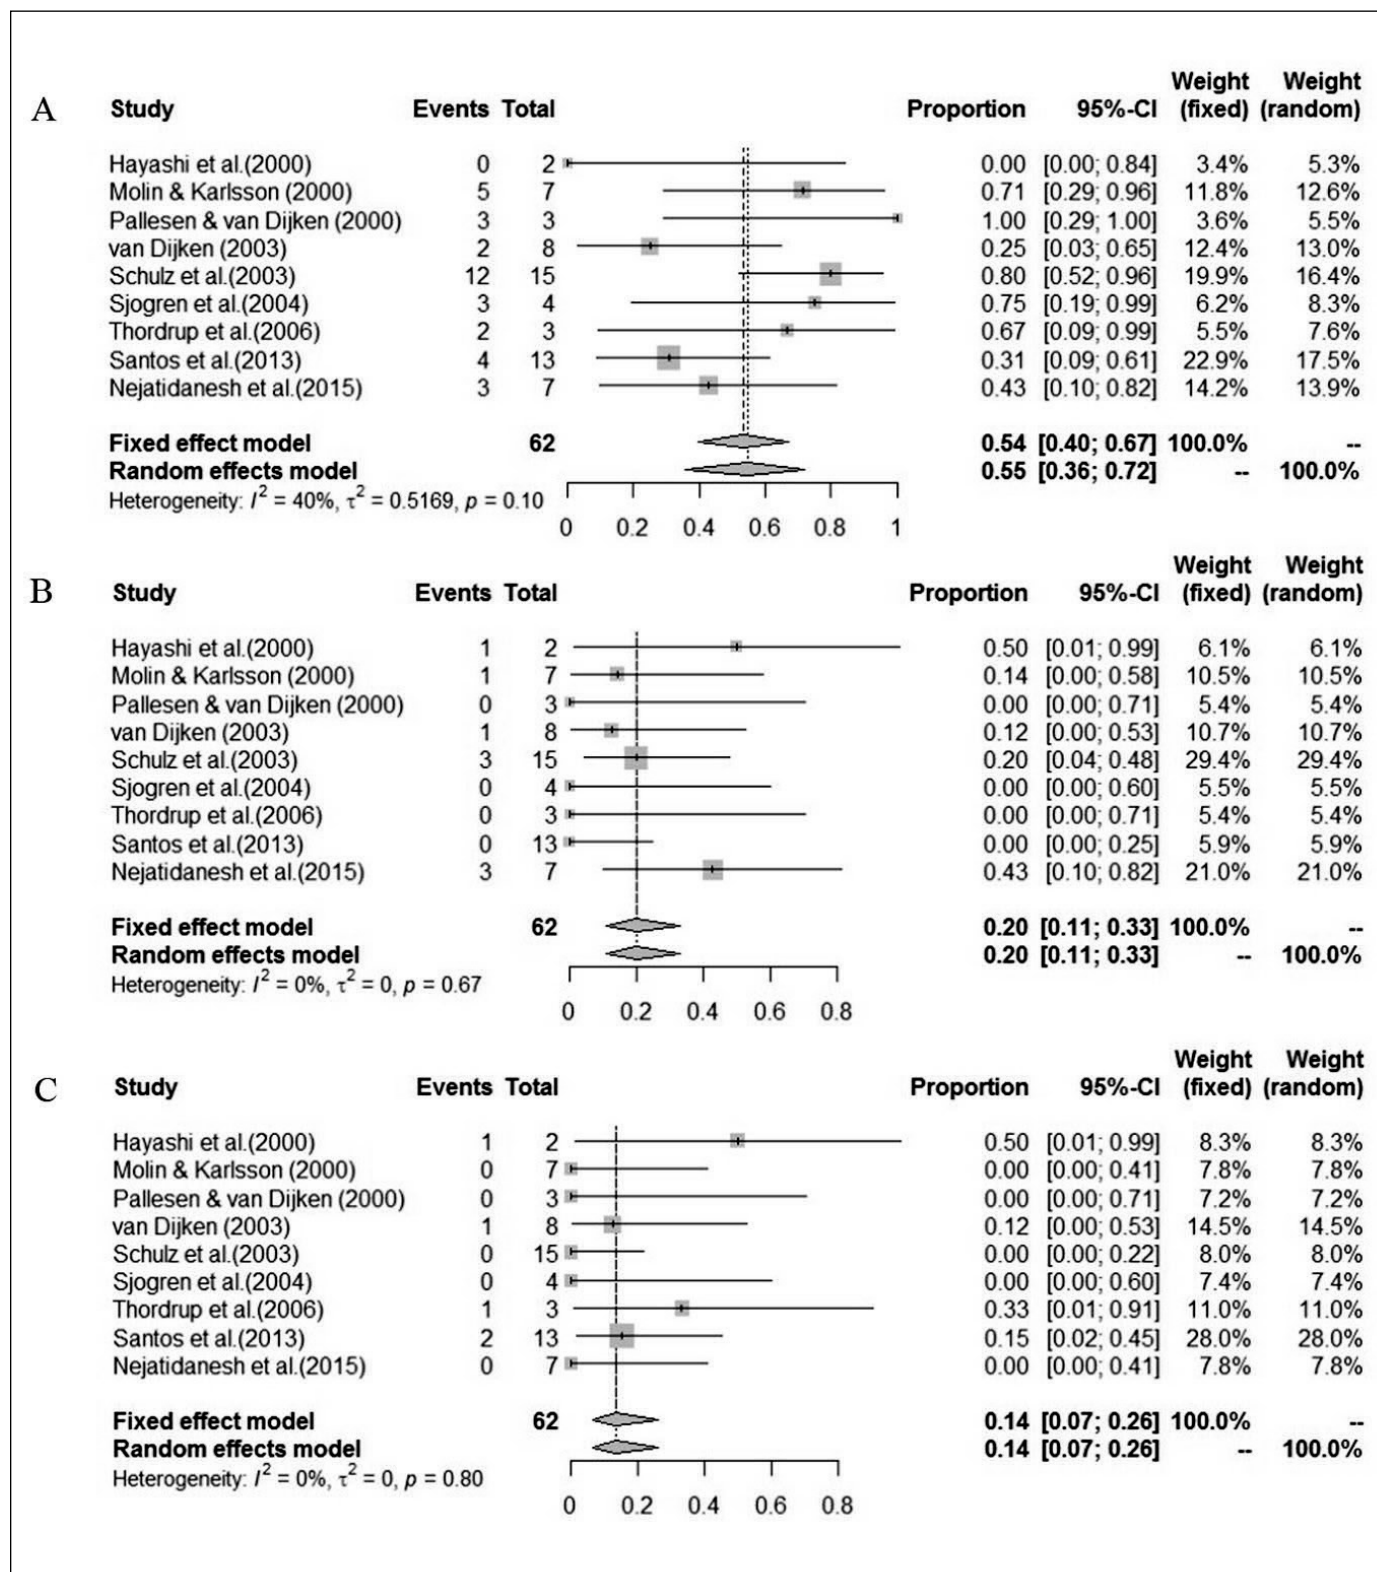 Weight Weight
A Study Events Total Proportion 95%-CI (fixed) (random)
Hayashi et al.(2000) 0 2 0.00 [0.00; 0.84] 3.4% 5.3%
Molin & Karlsson (2000) 5 7 0.71 [0.29; 0.96] 11.8% 12.6%
Pallesen & van Dijken (2000) 3 3 1.00 [0.29; 1.00] 3.6% 5.5%
van Dijken (2003) 2 8 0.25 [0.03; 0.65] 12.4% 13.0%
Schulz et al.(2003) 12 15 0.80 [0.52; 0.96] 19.9% 16.4%
Sjogren et al.(2004) 3 4 0.75 [0.19; 0.99] 6.2% 8.3%
Thordrup et al.(2006) 2 3 0.67 [0.09; 0.99] 5.5% 7.6%
Santos et al.(2013) 4 13 0.31 [0.09; 0.61] 22.9% 17.5%
Nejatidanesh et al.(2015) 3 7 0.43 [0.10; 0.82] 14.2% 13.9%
Fixed effect model 62 0.54 [0.40; 0.67] 100.0% --
Random effects model 0.55 [0.36; 0.72] -- 100.0%
Heterogeneity: I² = 40%, τ² = 0.5169, p = 0.10
0 0.2 0.4 0.6 0.8 1
Weight Weight
B Study Events Total Proportion 95%-CI (fixed) (random)
Hayashi et al.(2000) 1 2 0.50 [0.01; 0.99] 6.1% 6.1%
Molin & Karlsson (2000) 1 7 0.14 [0.00; 0.58] 10.5% 10.5%
Pallesen & van Dijken (2000) 0 3 0.00 [0.00; 0.71] 5.4% 5.4%
van Dijken (2003) 1 8 0.12 [0.00; 0.53] 10.7% 10.7%
Schulz et al.(2003) 3 15 0.20 [0.04; 0.48] 29.4% 29.4%
Sjogren et al.(2004) 0 4 0.00 [0.00; 0.60] 5.5% 5.5%
Thordrup et al.(2006) 0 3 0.00 [0.00; 0.71] 5.4% 5.4%
Santos et al.(2013) 0 13 0.00 [0.00; 0.25] 5.9% 5.9%
Nejatidanesh et al.(2015) 3 7 0.43 [0.10; 0.82] 21.0% 21.0%
Fixed effect model 62 0.20 [0.11; 0.33] 100.0% --
Random effects model 0.20 [0.11; 0.33] -- 100.0%
Heterogeneity: I² = 0%, τ² = 0, p = 0.67
0 0.2 0.4 0.6 0.8
Weight Weight
C Study Events Total Proportion 95%-CI (fixed) (random)
Hayashi et al.(2000) 1 2 0.50 [0.01; 0.99] 8.3% 8.3%
Molin & Karlsson (2000) 0 7 0.00 [0.00; 0.41] 7.8% 7.8%
Pallesen & van Dijken (2000) 0 3 0.00 [0.00; 0.71] 7.2% 7.2%
van Dijken (2003) 1 8 0.12 [0.00; 0.53] 14.5% 14.5%
Schulz et al.(2003) 0 15 0.00 [0.00; 0.22] 8.0% 8.0%
Sjogren et al.(2004) 0 4 0.00 [0.00; 0.60] 7.4% 7.4%
Thordrup et al.(2006) 1 3 0.33 [0.01; 0.91] 11.0% 11.0%
Santos et al.(2013) 2 13 0.15 [0.02; 0.45] 28.0% 28.0%
Nejatidanesh et al.(2015) 0 7 0.00 [0.00; 0.41] 7.8% 7.8%
Fixed effect model 62 0.14 [0.07; 0.26] 100.0% --
Random effects model 0.14 [0.07; 0.26] -- 100.0%
Heterogeneity: I² = 0%, τ² = 0, p = 0.80
0 0.2 0.4 0.6 0.8